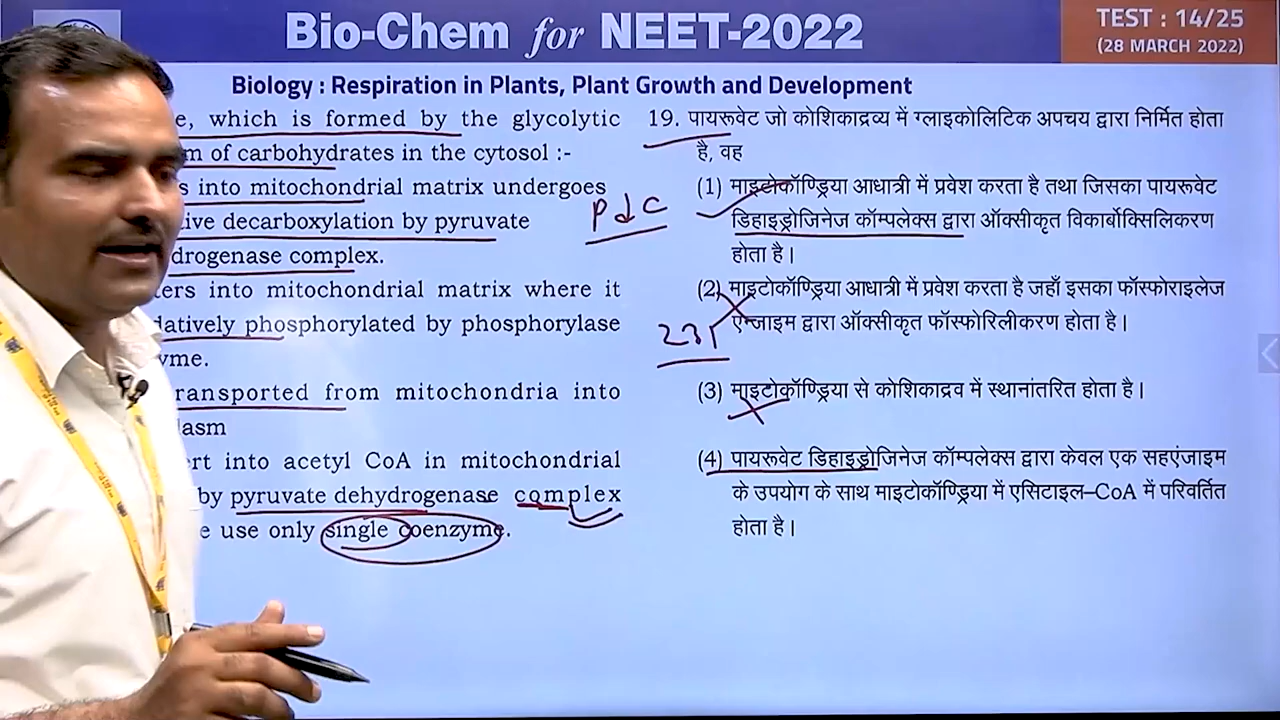 Bio-Chem for NEET-2022
TEST : 14/25
(28 MARCH 2022)
Biology : Respiration in Plants, Plant Growth and Development
e, which is formed by the glycolytic
m of carbohydrates in the cytosol :-
s into mitochondrial matrix undergoes
tive decarboxylation by pyruvate
drogenase complex.
ters into mitochondrial matrix where it
datively phosphorylated by phosphorylase
yme.
ransported from mitochondria into
lasm
ert into acetyl CoA in mitochondrial
by pyruvate dehydrogenase complex
e use only single coenzyme.
PdC
231
19. पायरूवेट जो कोशिकाद्रव्य में ग्लाइकोलिटिक अपचय द्वारा निर्मित होता
है, वह
(1) माइटोकॉण्ड्रिया आधात्री में प्रवेश करता है तथा जिसका पायरूवेट
डिहाइड्रोजिनेज कॉम्पलेक्स द्वारा ऑक्सीकृत विकार्बोक्सिलिकरण
होता है।
(2) माइटोकॉण्ड्रिया आधात्री में प्रवेश करता है जहाँ इसका फॉस्फोराइलेज
एन्जाइम द्वारा ऑक्सीकृत फॉस्फोरिलीकरण होता है।
(3) माइटोकॉण्ड्रिया से कोशिकाद्रव में स्थानांतरित होता है।
(4) पायरूवेट डिहाइड्रोजिनेज कॉम्पलेक्स द्वारा केवल एक सहएंजाइम
के उपयोग के साथ माइटोकॉण्ड्रिया में एसिटाइल–CoA में परिवर्तित
होता है।